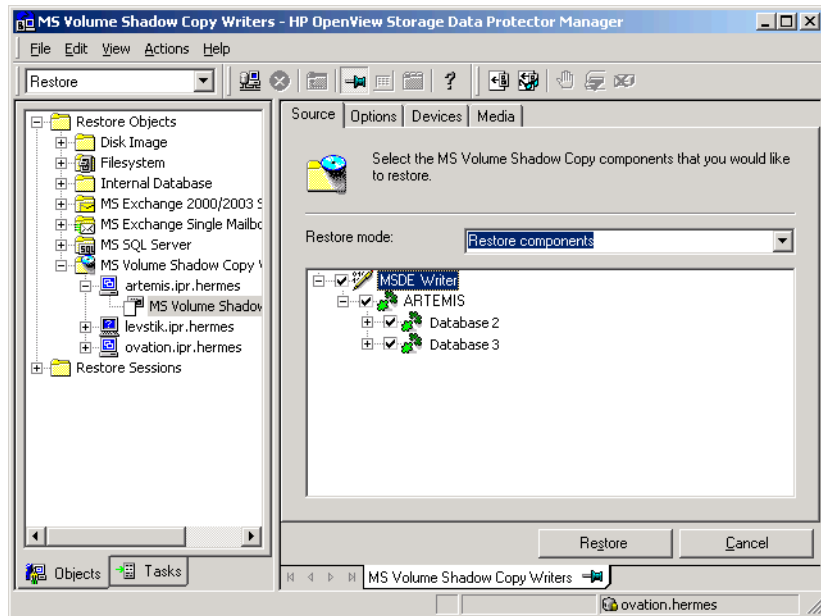 MS Volume Shadow Copy Writers - HP OpenView Storage Data Protector Manager
File Edit View Actions Help
Restore
Restore Objects
Disk Image
Filesystem
Internal Database
MS Exchange 2000/2003 S
MS Exchange Single Mailbo
MS SQL Server
MS Volume Shadow Copy
artemis.ipr.hermes
MS Volume Shadow
levstik.ipr.hermes
ovation.ipr.hermes
Restore Sessions
Objects Tasks
Source Options Devices Media
Select the MS Volume Shadow Copy components that you would like
to restore.
Restore mode: Restore components
MSDE Writer
ARTEMIS
Database 2
Database 3
Restore Cancel
MS Volume Shadow Copy Writers
ovation.hermes